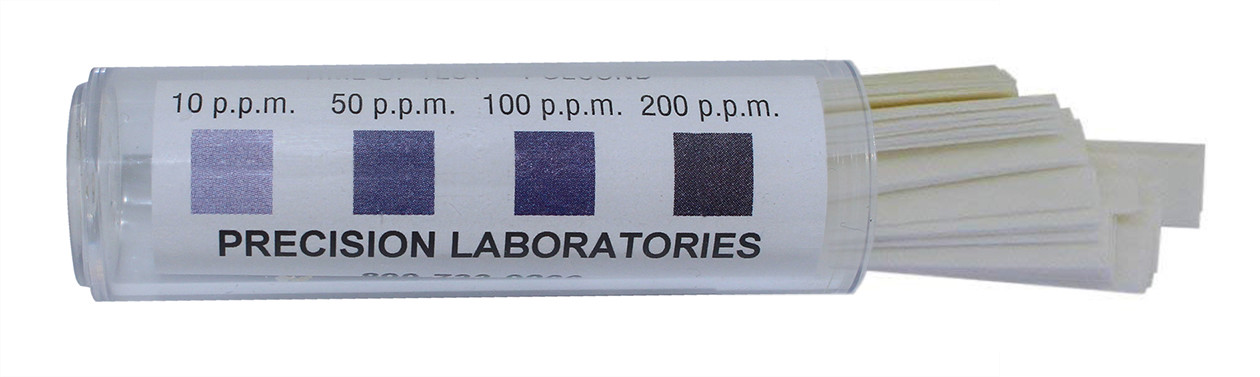 10 p.p.m. 50 p.p.m. 100 p.p.m. 200 p.p.m.
PRECISION LABORATORIES